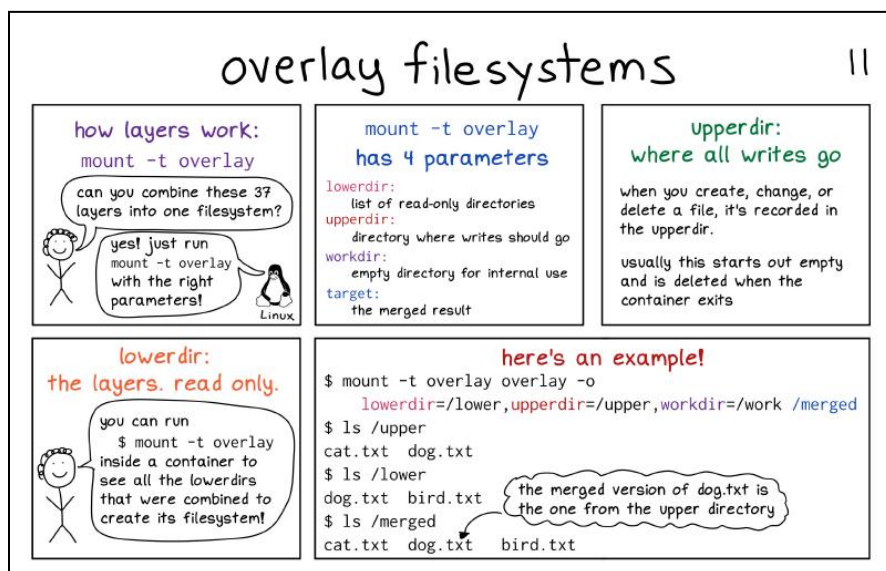 overlay filesystems
11
how layers work:
mount -t overlay
can you combine these 37
layers into one filesystem?
yes! just run
mount -t overlay
with the right
parameters!
Linux
mount -t overlay
has 4 parameters
lowerdir:
list of read-only directories
upperdir:
directory where writes should go
workdir:
empty directory for internal use
target:
the merged result
upperdir:
where all writes go
when you create, change, or
delete a file, it's recorded in
the upperdir.
usually this starts out empty
and is deleted when the
container exits
lowerdir:
the layers. read only.
you can run
$ mount -t overlay
inside a container to
see all the lowerdirs
that were combined to
create its filesystem!
here's an example!
$ mount -t overlay overlay -o
lowerdir=/lower,upperdir=/upper,workdir=/work /merged
$ ls /upper
cat.txt dog.txt
$ ls /lower
dog.txt bird.txt
$ ls /merged
cat.txt dog.txt bird.txt
the merged version of dog.txt is
the one from the upper directory